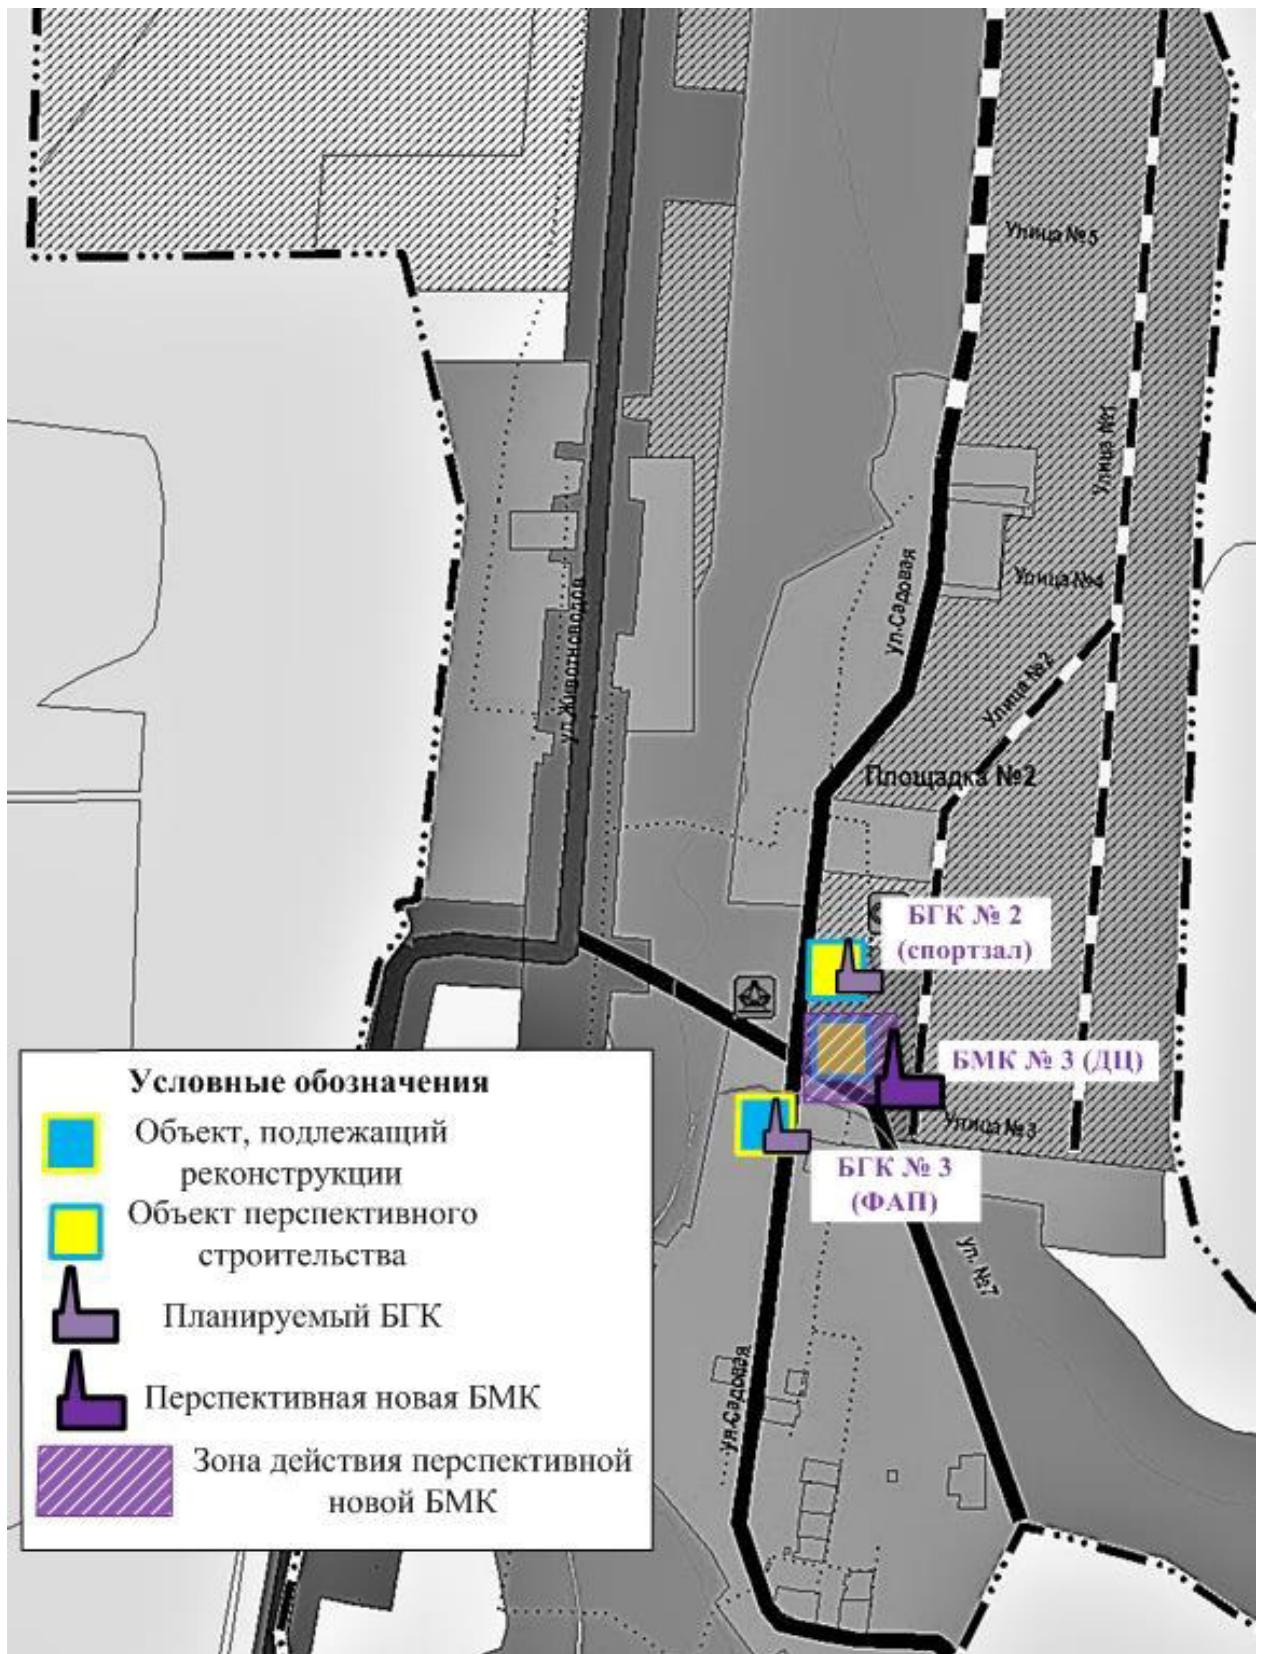 Улица №5
Улица №1
ул.Садовая
Улица №4
ул.Животноводов
Улица №2
Площадка №2
БГК № 2
(спортзал)
БМК № 3 (ДЦ)
Улица №3
БГК № 3
(ФАП)
ул. №7
ул.Садовая
Условные обозначения
Объект, подлежащий
реконструкции
Объект перспективного
строительства
Планируемый БГК
Перспективная новая БМК
Зона действия перспективной
новой БМК